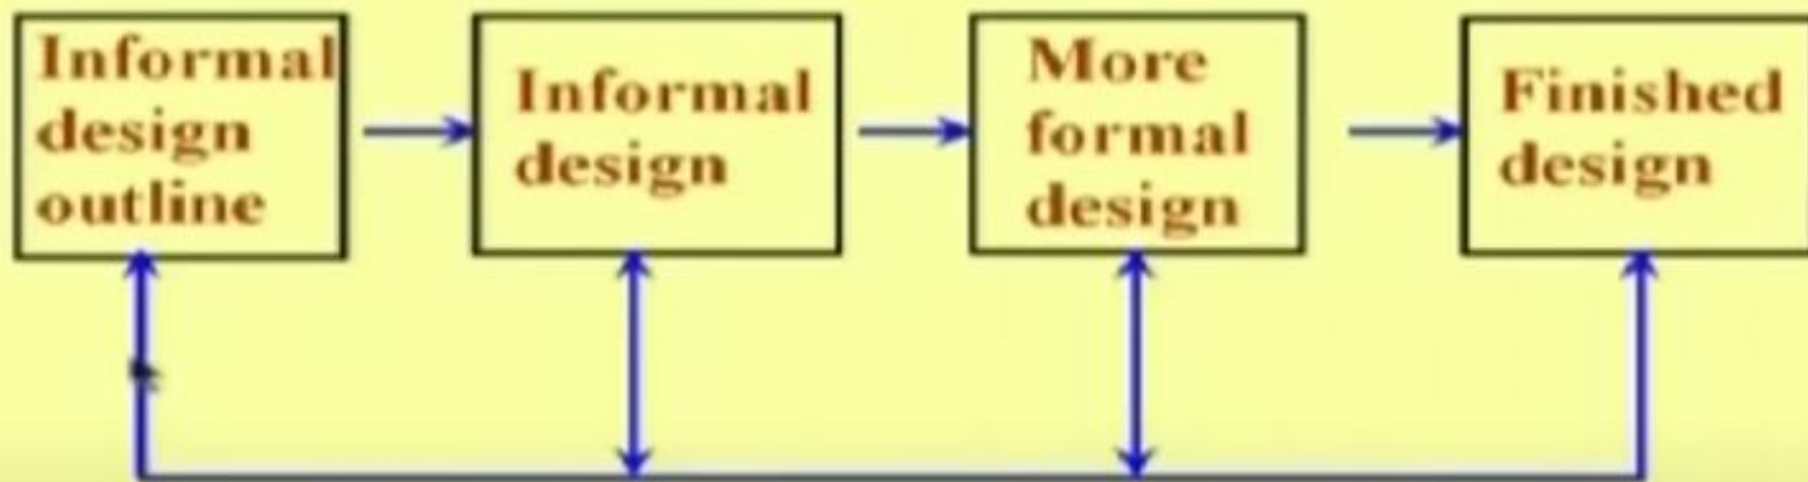 Informal
design
outline
Informal
design
More
formal
design
Finished
design